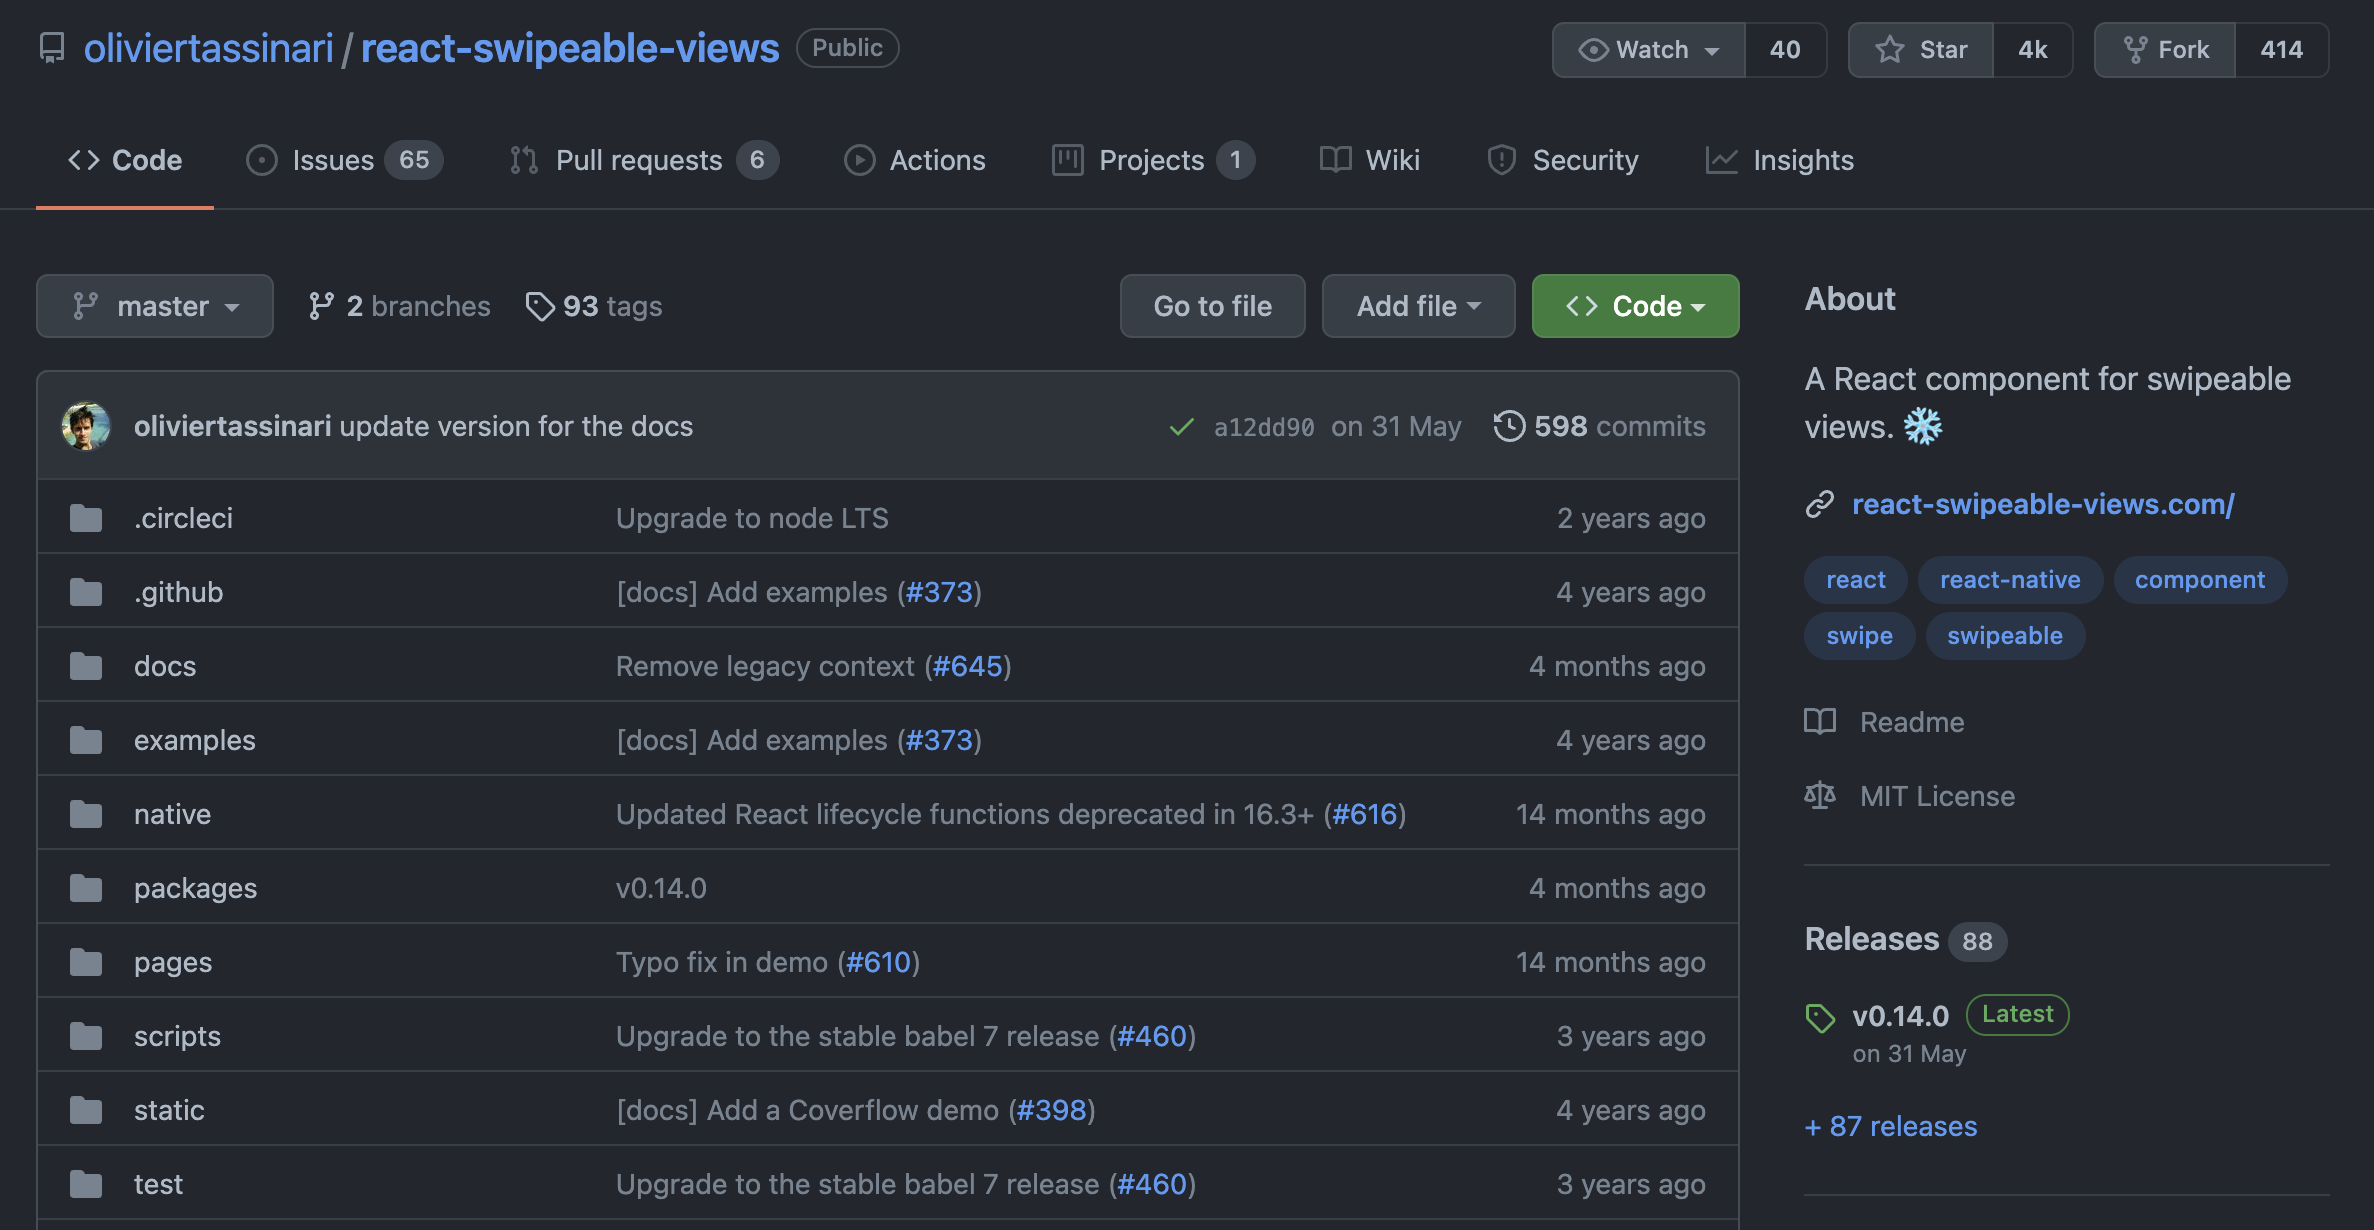 oliviertassinari / react-swipeable-views Public
Watch 40 Star 4k Fork 414
Code Issues 65 Pull requests 6 Actions Projects 1 Wiki Security Insights
master 2 branches 93 tags Go to file Add file Code
oliviertassinari update version for the docs a12dd90 on 31 May 598 commits
.circleci Upgrade to node LTS 2 years ago
.github [docs] Add examples (#373) 4 years ago
docs Remove legacy context (#645) 4 months ago
examples [docs] Add examples (#373) 4 years ago
native Updated React lifecycle functions deprecated in 16.3+ (#616) 14 months ago
packages v0.14.0 4 months ago
pages Typo fix in demo (#610) 14 months ago
scripts Upgrade to the stable babel 7 release (#460) 3 years ago
static [docs] Add a Coverflow demo (#398) 4 years ago
test Upgrade to the stable babel 7 release (#460) 3 years ago
About
A React component for swipeable
views. ❄️
react-swipeable-views.com/
react react-native component
swipe swipeable
Readme
MIT License
Releases 88
v0.14.0 Latest
on 31 May
+ 87 releases